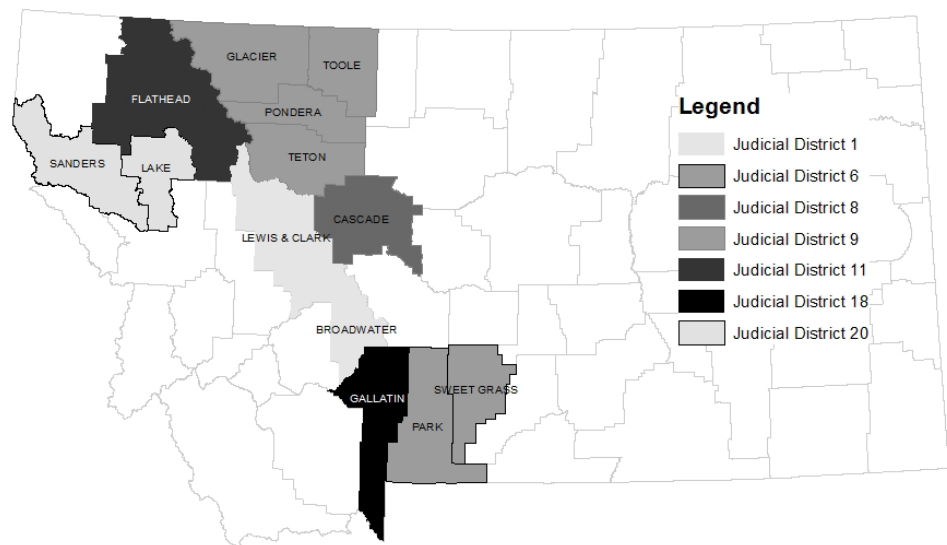 GLACIER
TOOLE
FLATHEAD
PONDERA
TETON
SANDERS
LAKE
CASCADE
LEWIS & CLARK
BROADWATER
GALLATIN
SWEET GRASS
PARK
Legend
Judicial District 1
Judicial District 6
Judicial District 8
Judicial District 9
Judicial District 11
Judicial District 18
Judicial District 20